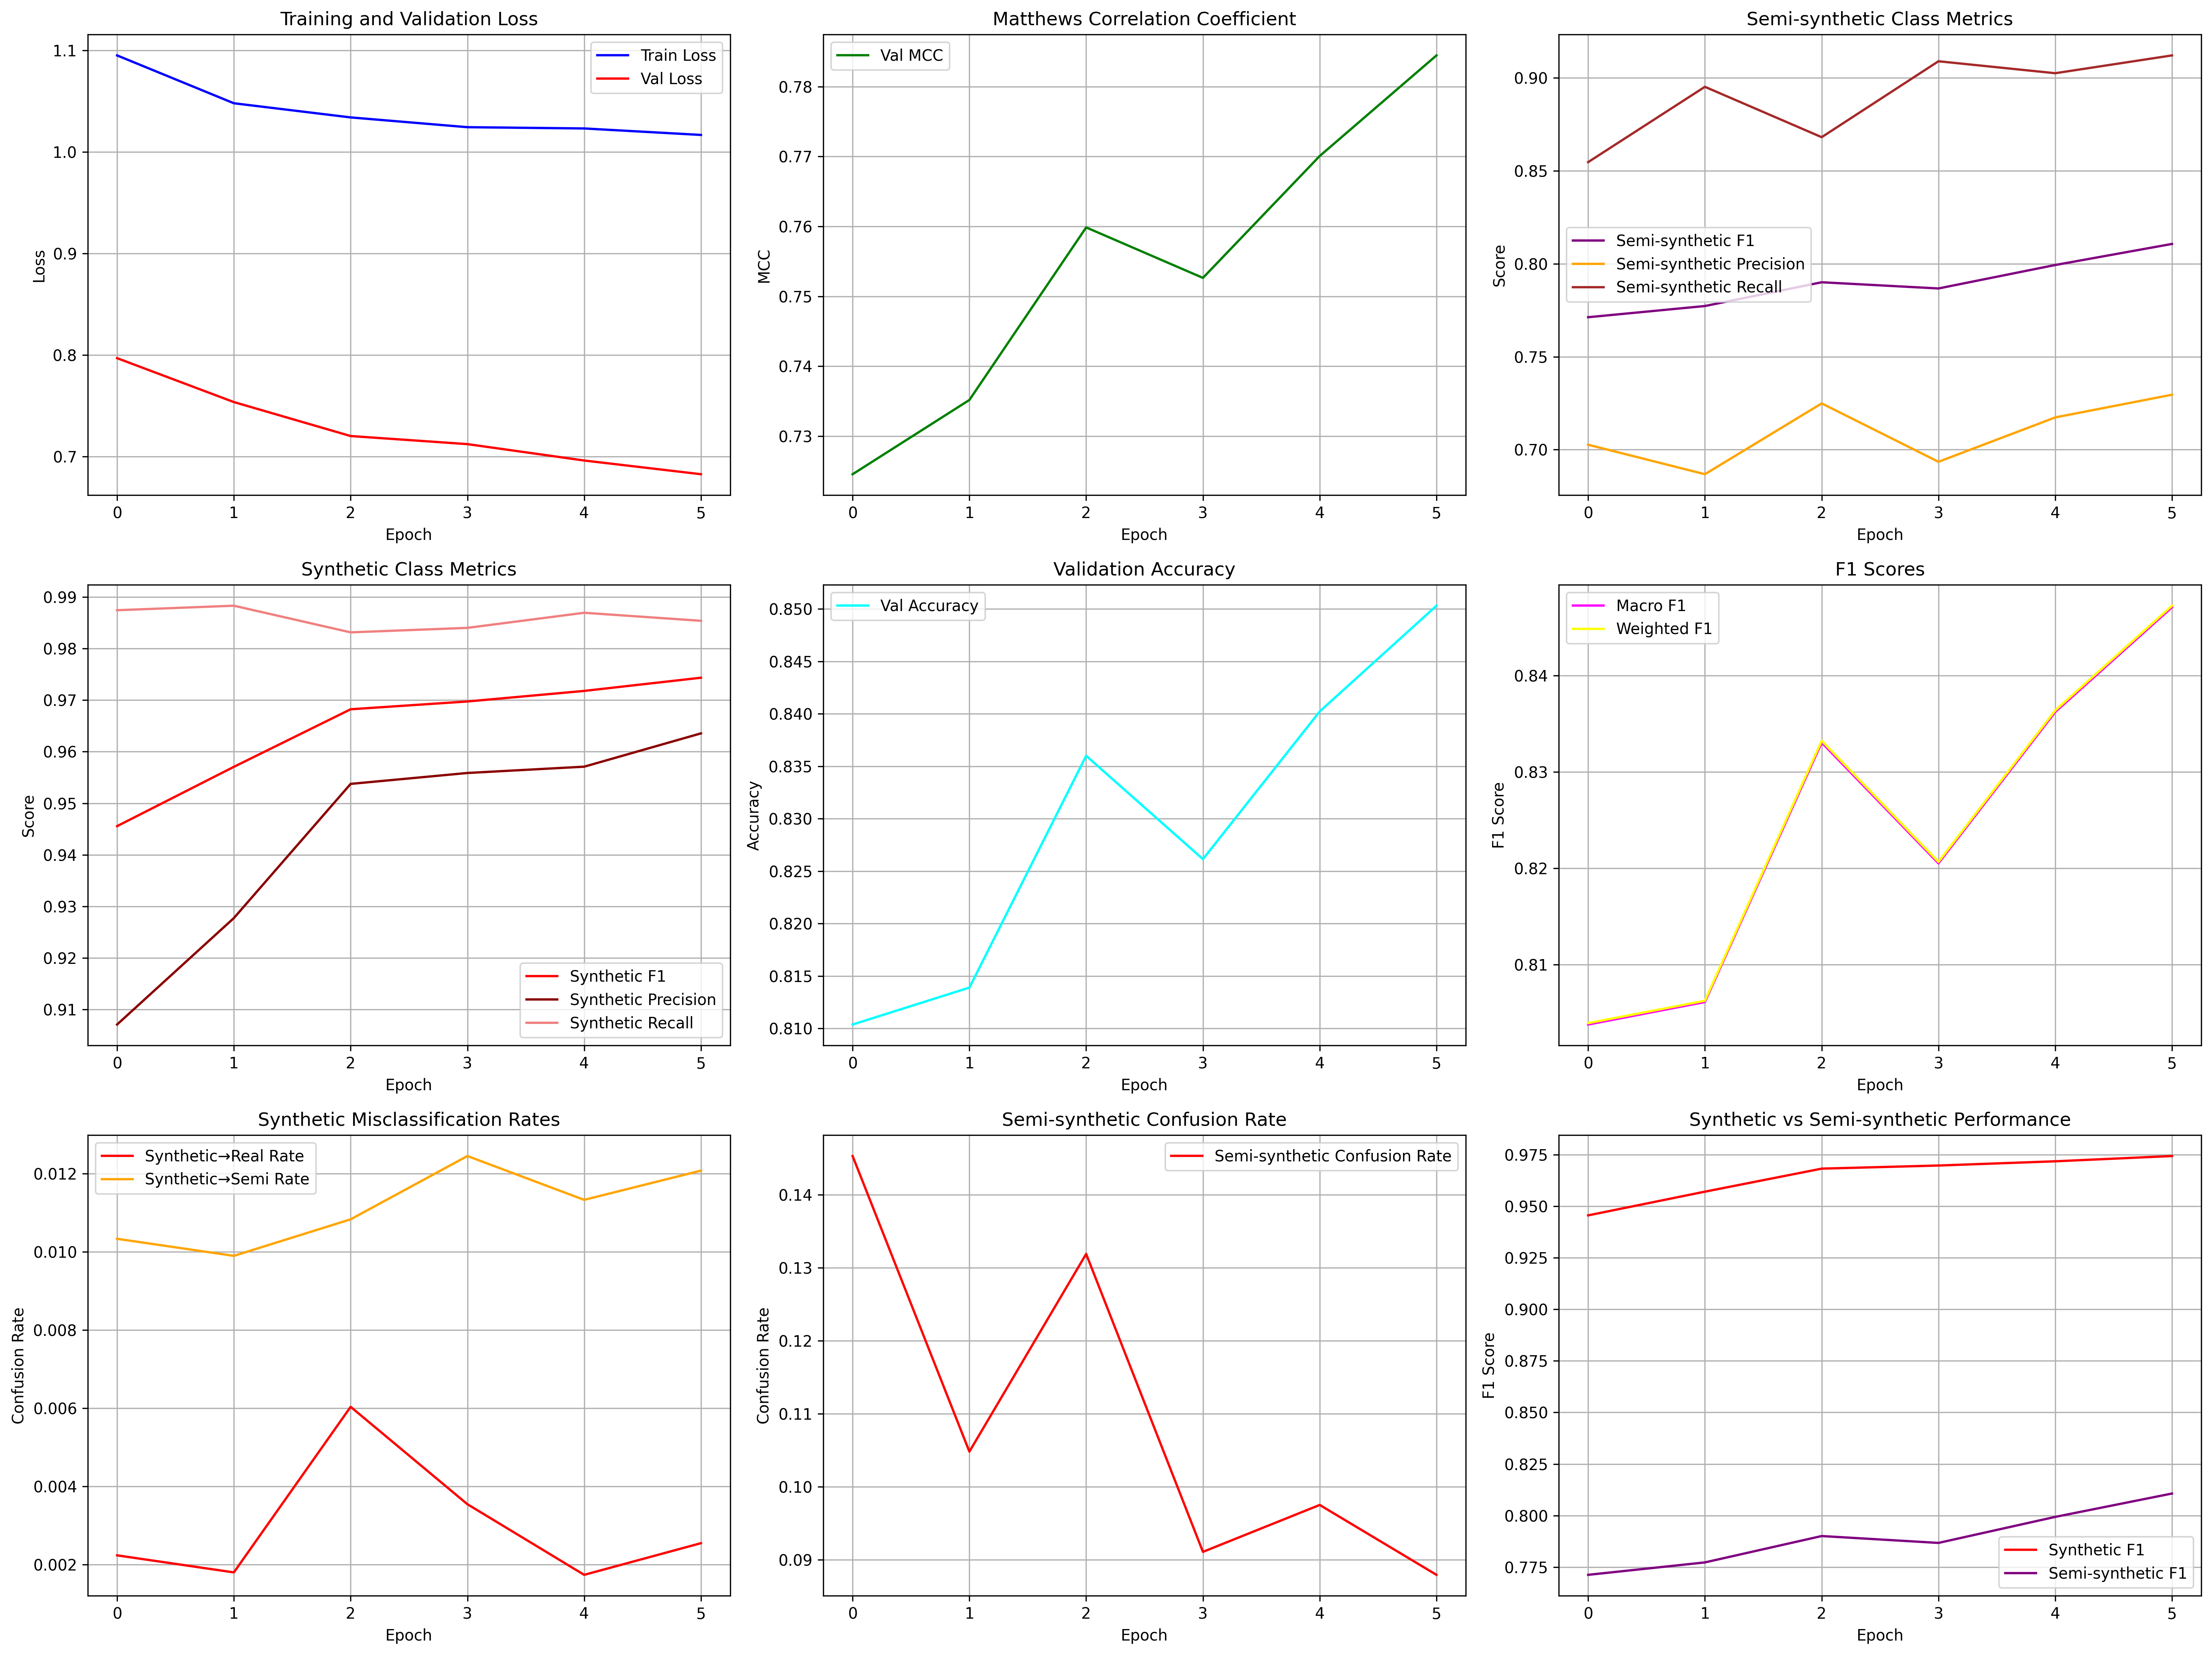 Training and Validation Loss
Train Loss
Val Loss
1.1
1.0
0.9
0.8
0.7
Loss
0 1 2 3 4 5
Epoch
Matthews Correlation Coefficient
Val MCC
0.78
0.77
0.76
0.75
0.74
0.73
MCC
0 1 2 3 4 5
Epoch
Semi-synthetic Class Metrics
0.90
0.85
0.80
0.75
0.70
Score
Semi-synthetic F1
Semi-synthetic Precision
Semi-synthetic Recall
0 1 2 3 4 5
Epoch
Synthetic Class Metrics
0.99
0.98
0.97
0.96
0.95
0.94
0.93
0.92
0.91
Score
Synthetic F1
Synthetic Precision
Synthetic Recall
0 1 2 3 4 5
Epoch
Validation Accuracy
Val Accuracy
0.850
0.845
0.840
0.835
0.830
0.825
0.820
0.815
0.810
Accuracy
0 1 2 3 4 5
Epoch
F1 Scores
Macro F1
Weighted F1
0.84
0.83
0.82
0.81
F1 Score
0 1 2 3 4 5
Epoch
Synthetic Misclassification Rates
Synthetic→Real Rate
Synthetic→Semi Rate
0.012
0.010
0.008
0.006
0.004
0.002
Confusion Rate
0 1 2 3 4 5
Epoch
Semi-synthetic Confusion Rate
Semi-synthetic Confusion Rate
0.14
0.13
0.12
0.11
0.10
0.09
Confusion Rate
0 1 2 3 4 5
Epoch
Synthetic vs Semi-synthetic Performance
0.975
0.950
0.925
0.900
0.875
0.850
0.825
0.800
0.775
F1 Score
Synthetic F1
Semi-synthetic F1
0 1 2 3 4 5
Epoch